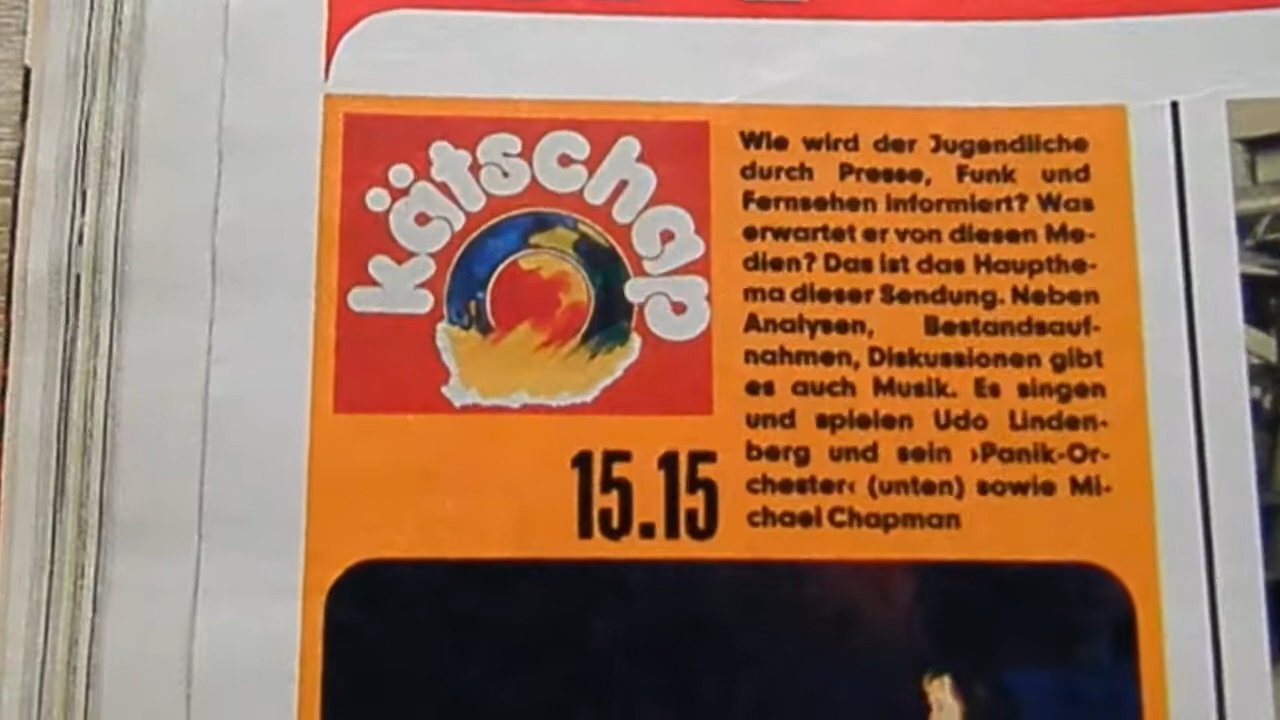 kätschap
Wie wird der Jugendliche
durch Presse, Funk und
Fernsehen informiert? Was
erwartet er von diesen Me-
dien? Das ist das Haupthe-
ma dieser Sendung. Neben
Analysen, Bestandsauf-
nahmen, Diskussionen gibt
es auch Musik. Es singen
und spielen Udo Linden-
berg und sein ›Panik-Or-
chester‹ (unten) sowie Mi-
chael Chapman
15.15